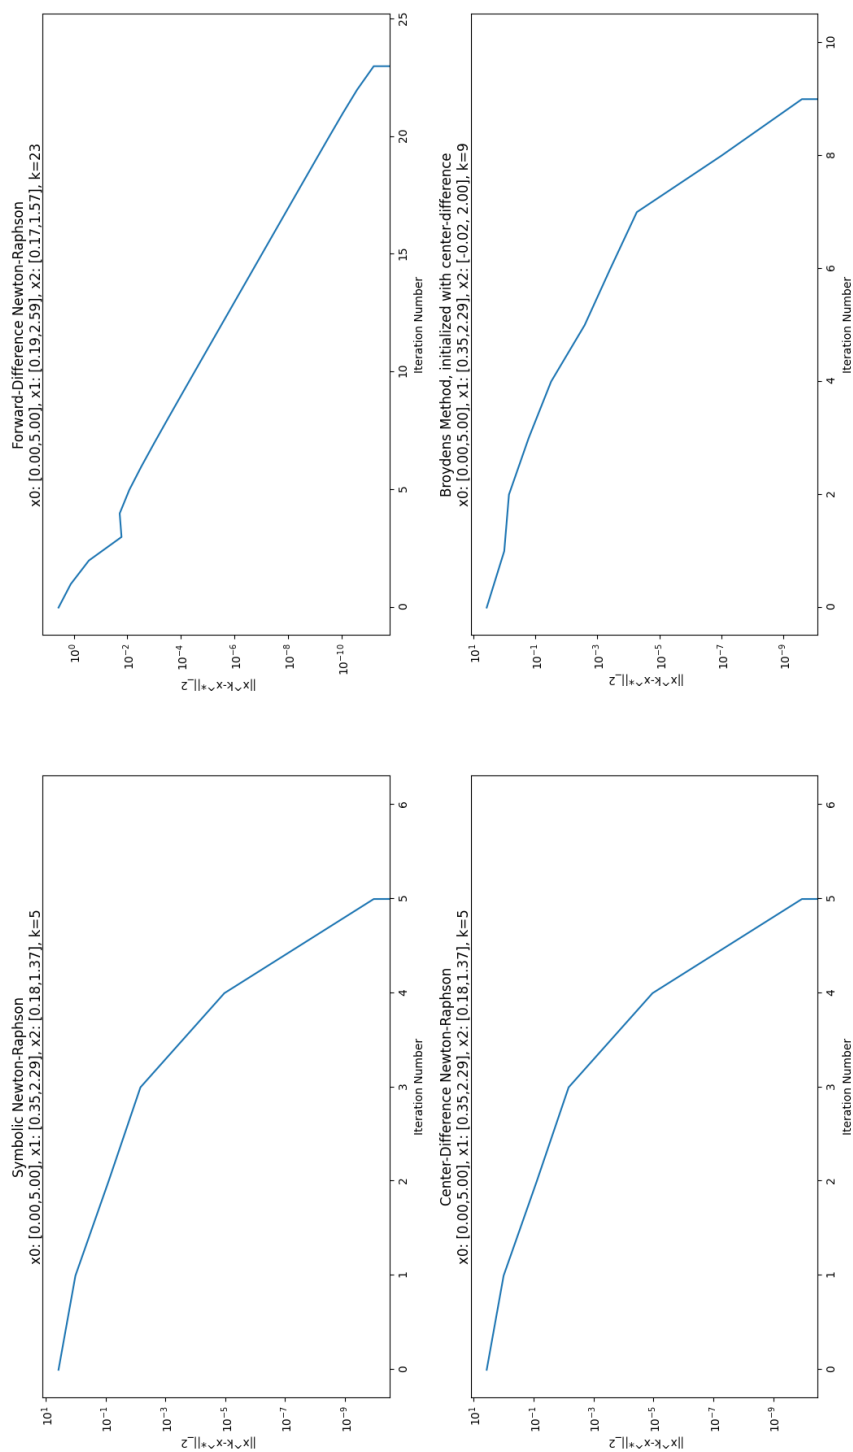 Symbolic Newton-Raphson
x0: [0.00,5.00], x1: [0.35,2.29], x2: [0.18,1.37], k=5
||x^k-x^*||_2
10^1
10^-1
10^-3
10^-5
10^-7
10^-9
0 1 2 3 4 5 6
Iteration Number
Forward-Difference Newton-Raphson
x0: [0.00,5.00], x1: [0.19,2.59], x2: [0.17,1.57], k=23
||x^k-x^*||_2
10^0
10^-2
10^-4
10^-6
10^-8
10^-10
0 5 10 15 20 25
Iteration Number
Center-Difference Newton-Raphson
x0: [0.00,5.00], x1: [0.35,2.29], x2: [0.18,1.37], k=5
||x^k-x^*||_2
10^1
10^-1
10^-3
10^-5
10^-7
10^-9
0 1 2 3 4 5 6
Iteration Number
Broydens Method, initialized with center-difference
x0: [0.00,5.00], x1: [0.35,2.29], x2: [-0.02, 2.00], k=9
||x^k-x^*||_2
10^1
10^-1
10^-3
10^-5
10^-7
10^-9
0 2 4 6 8 10
Iteration Number